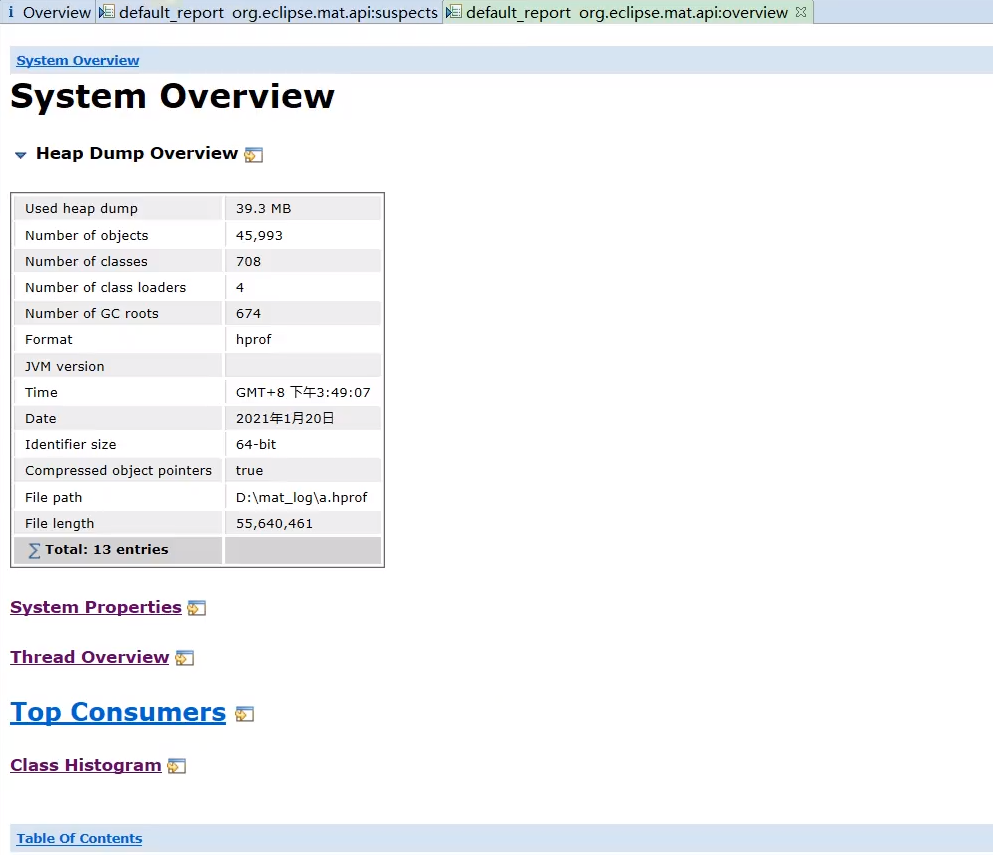 i Overview default_report org.eclipse.mat.api:suspects default_report org.eclipse.mat.api:overview
System Overview
System Overview
Heap Dump Overview
Used heap dump 39.3 MB
Number of objects 45,993
Number of classes 708
Number of class loaders 4
Number of GC roots 674
Format hprof
JVM version
Time GMT+8 下午3:49:07
Date 2021年1月20日
Identifier size 64-bit
Compressed object pointers true
File path D:\mat_log\a.hprof
File length 55,640,461
∑ Total: 13 entries
System Properties
Thread Overview
Top Consumers
Class Histogram
Table Of Contents